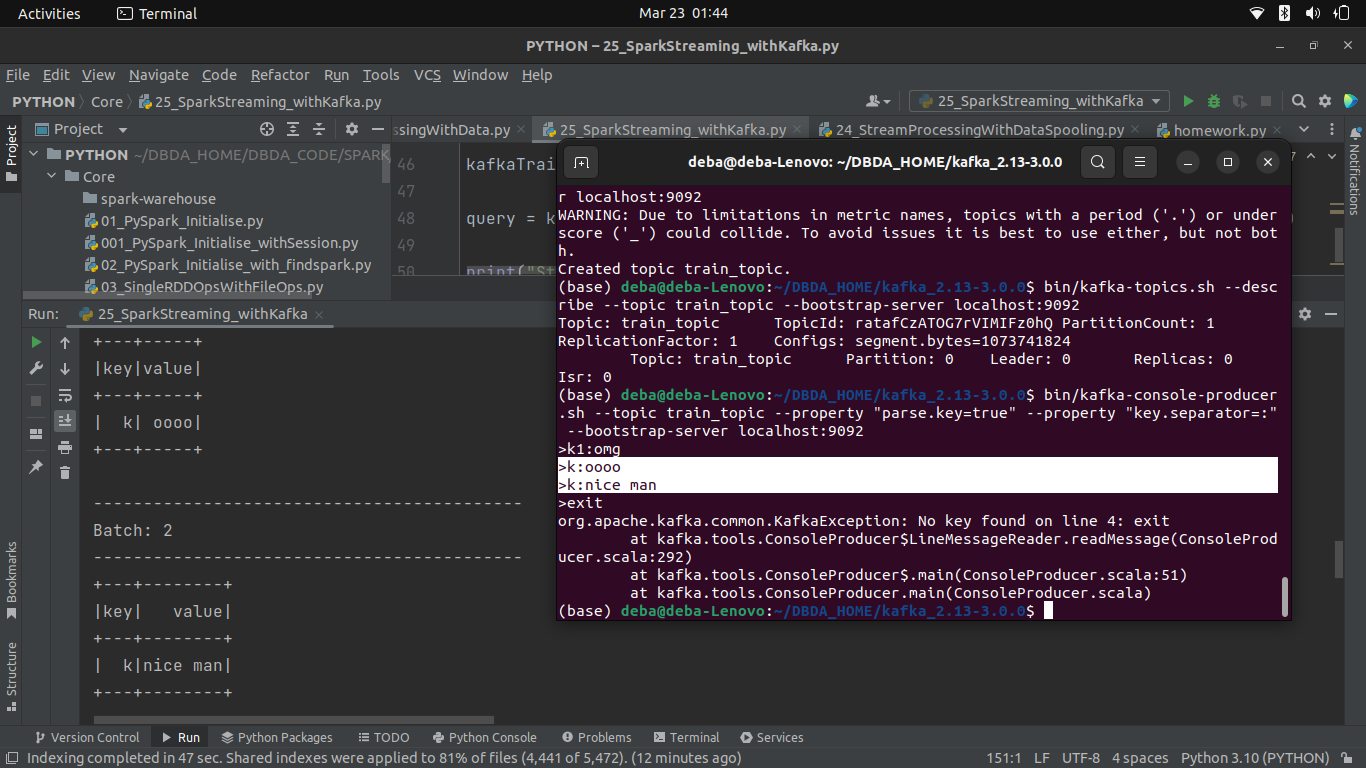 Activities Terminal Mar 23 01:44
PYTHON – 25_SparkStreaming_withKafka.py
File Edit View Navigate Code Refactor Run Tools VCS Window Help
PYTHON Core 25_SparkStreaming_withKafka.py 25_SparkStreaming_withKafka
Project
Project
PYTHON ~/DBDA_HOME/DBDA_CODE/SPARK
Core
spark-warehouse
01_PySpark_Initialise.py
001_PySpark_Initialise_withSession.py
02_PySpark_Initialise_with_findspark.py
03_SingleRDDOpsWithFileOps.py
ssingWithData.py 25_SparkStreaming_withKafka.py 24_StreamProcessingWithDataSpooling.py homework.py
46 kafkaTrai
47
48 query = k
49
50 print("St
Notifications
deba@deba-Lenovo: ~/DBDA_HOME/kafka_2.13-3.0.0
r localhost:9092
WARNING: Due to limitations in metric names, topics with a period ('.') or under
score ('_') could collide. To avoid issues it is best to use either, but not bot
h.
Created topic train_topic.
(base) deba@deba-Lenovo:~/DBDA_HOME/kafka_2.13-3.0.0$ bin/kafka-topics.sh --desc
ribe --topic train_topic --bootstrap-server localhost:9092
Topic: train_topic TopicId: ratafCzATOG7rVIMIFz0hQ PartitionCount: 1
ReplicationFactor: 1 Configs: segment.bytes=1073741824
Topic: train_topic Partition: 0 Leader: 0 Replicas: 0
Isr: 0
(base) deba@deba-Lenovo:~/DBDA_HOME/kafka_2.13-3.0.0$ bin/kafka-console-producer
.sh --topic train_topic --property "parse.key=true" --property "key.separator=:"
--bootstrap-server localhost:9092
>k1:omg
>k:oooo
>k:nice man
>exit
org.apache.kafka.common.KafkaException: No key found on line 4: exit
at kafka.tools.ConsoleProducer$LineMessageReader.readMessage(ConsoleProd
ucer.scala:292)
at kafka.tools.ConsoleProducer$.main(ConsoleProducer.scala:51)
at kafka.tools.ConsoleProducer.main(ConsoleProducer.scala)
(base) deba@deba-Lenovo:~/DBDA_HOME/kafka_2.13-3.0.0$
Run: 25_SparkStreaming_withKafka
+---+-----+
|key|value|
+---+-----+
| k| oooo|
+---+-----+
-------------------------------------------
Batch: 2
-------------------------------------------
+---+--------+
|key| value|
+---+--------+
| k|nice man|
+---+--------+
Bookmarks
Structure
Version Control Run Python Packages TODO Python Console Problems Terminal Services
Indexing completed in 47 sec. Shared indexes were applied to 81% of files (4,441 of 5,472). (12 minutes ago) 151:1 LF UTF-8 4 spaces Python 3.10 (PYTHON)